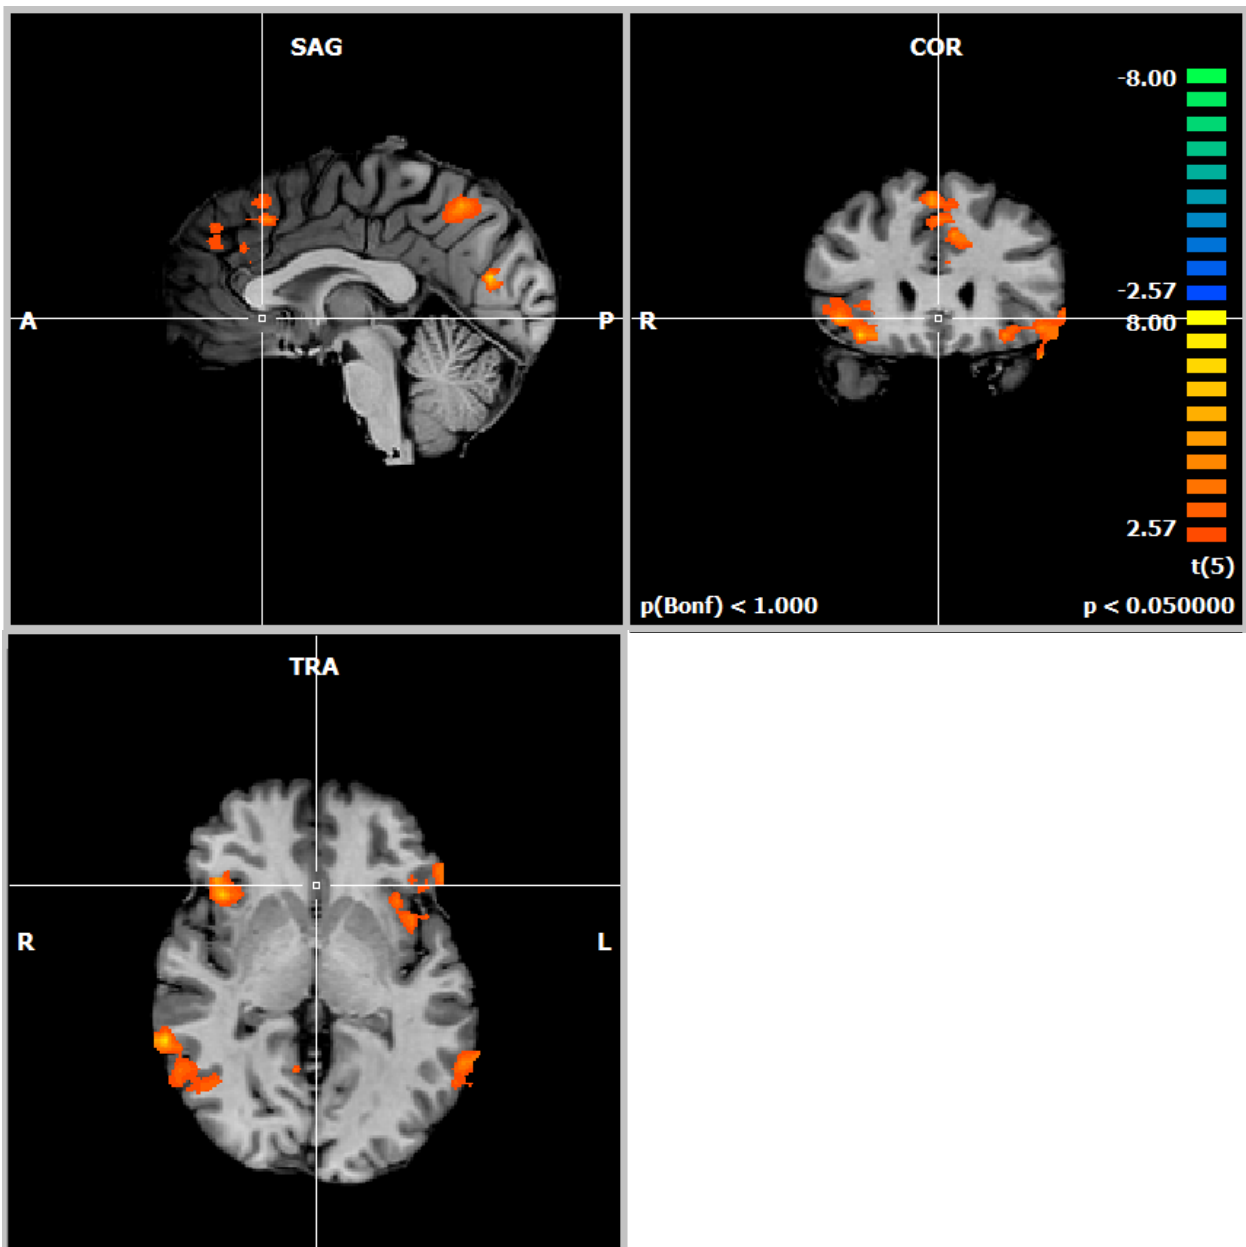 SAG
A
P
COR
-8.00
-2.57
8.00
R
2.57
t(5)
p(Bonf) < 1.000
p < 0.050000
TRA
R
L